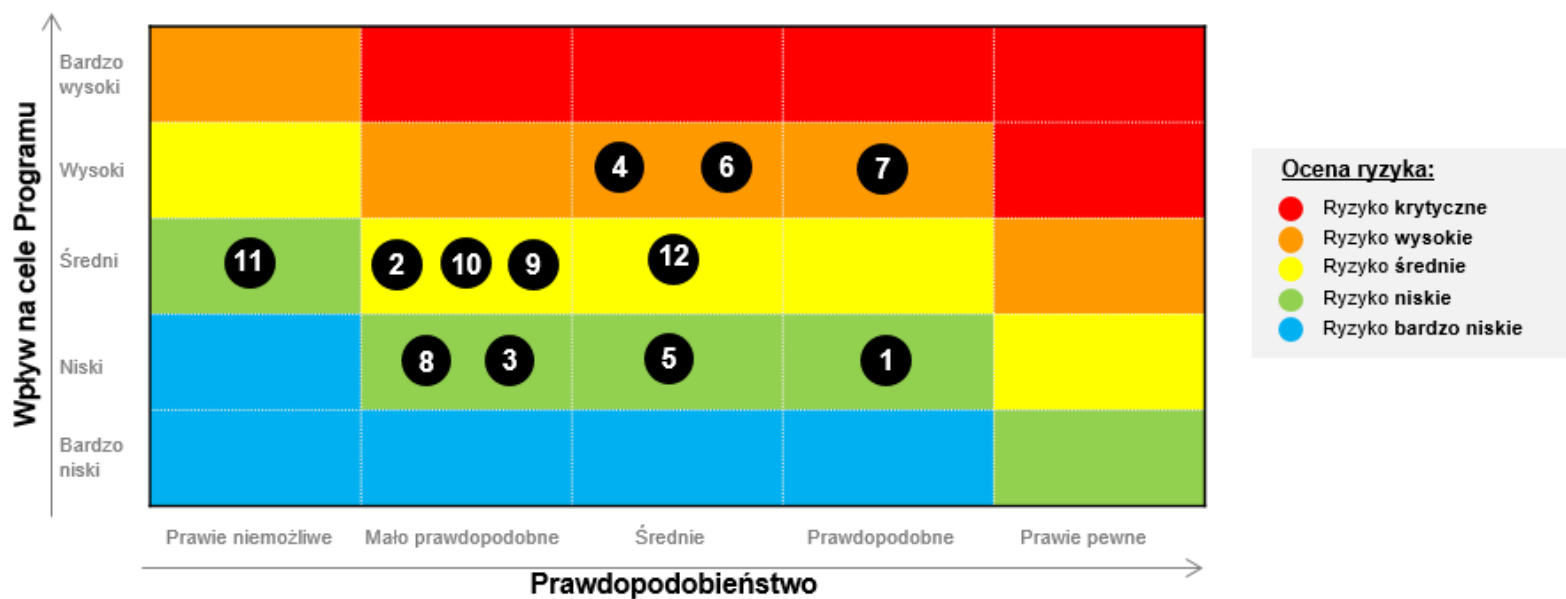 Wpływ na cele Programu
Bardzo
wysoki
Wysoki
4 6 7
Średni
11 2 10 9 12
Niski
8 3 5 1
Bardzo
niski
Prawie niemożliwe Mało prawdopodobne Średnie Prawdopodobne Prawie pewne
Prawdopodobieństwo
Ocena ryzyka:
Ryzyko krytyczne
Ryzyko wysokie
Ryzyko średnie
Ryzyko niskie
Ryzyko bardzo niskie